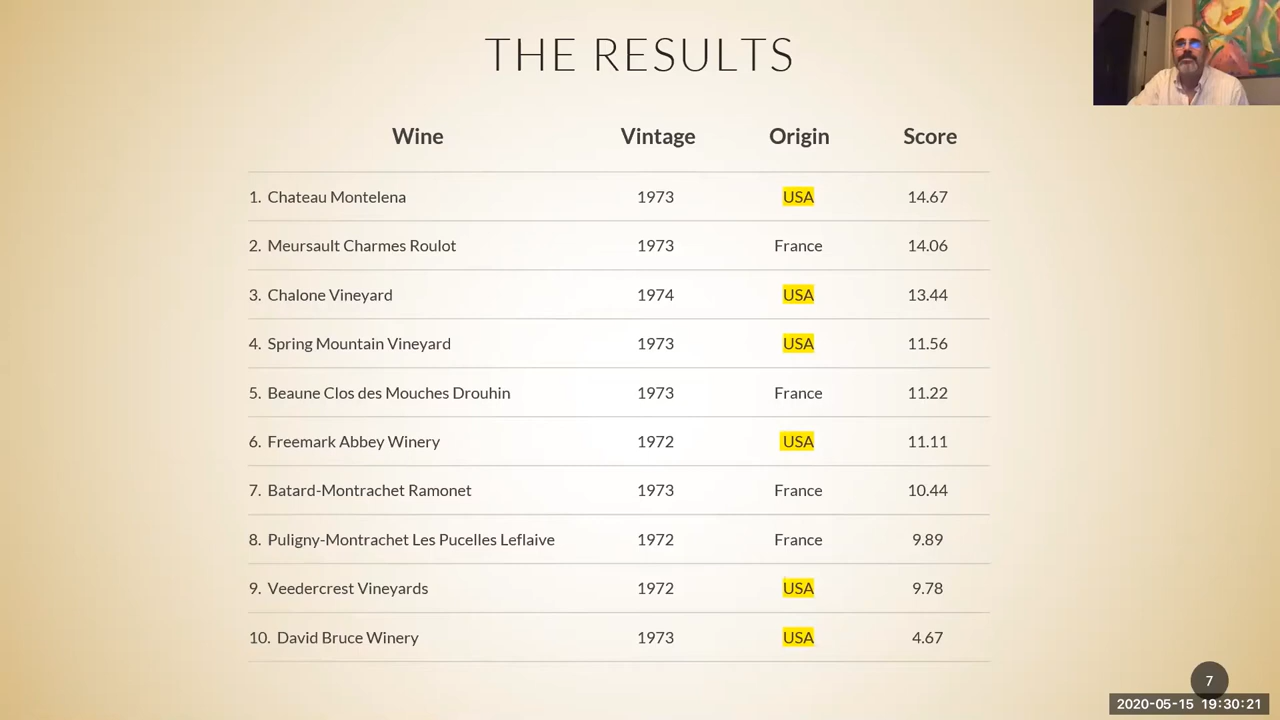 THE RESULTS
Wine Vintage Origin Score
1. Chateau Montelena 1973 USA 14.67
2. Meursault Charmes Roulot 1973 France 14.06
3. Chalone Vineyard 1974 USA 13.44
4. Spring Mountain Vineyard 1973 USA 11.56
5. Beaune Clos des Mouches Drouhin 1973 France 11.22
6. Freemark Abbey Winery 1972 USA 11.11
7. Batard-Montrachet Ramonet 1973 France 10.44
8. Puligny-Montrachet Les Pucelles Leflaive 1972 France 9.89
9. Veedercrest Vineyards 1972 USA 9.78
10. David Bruce Winery 1973 USA 4.67
7
2020-05-15 19:30:21